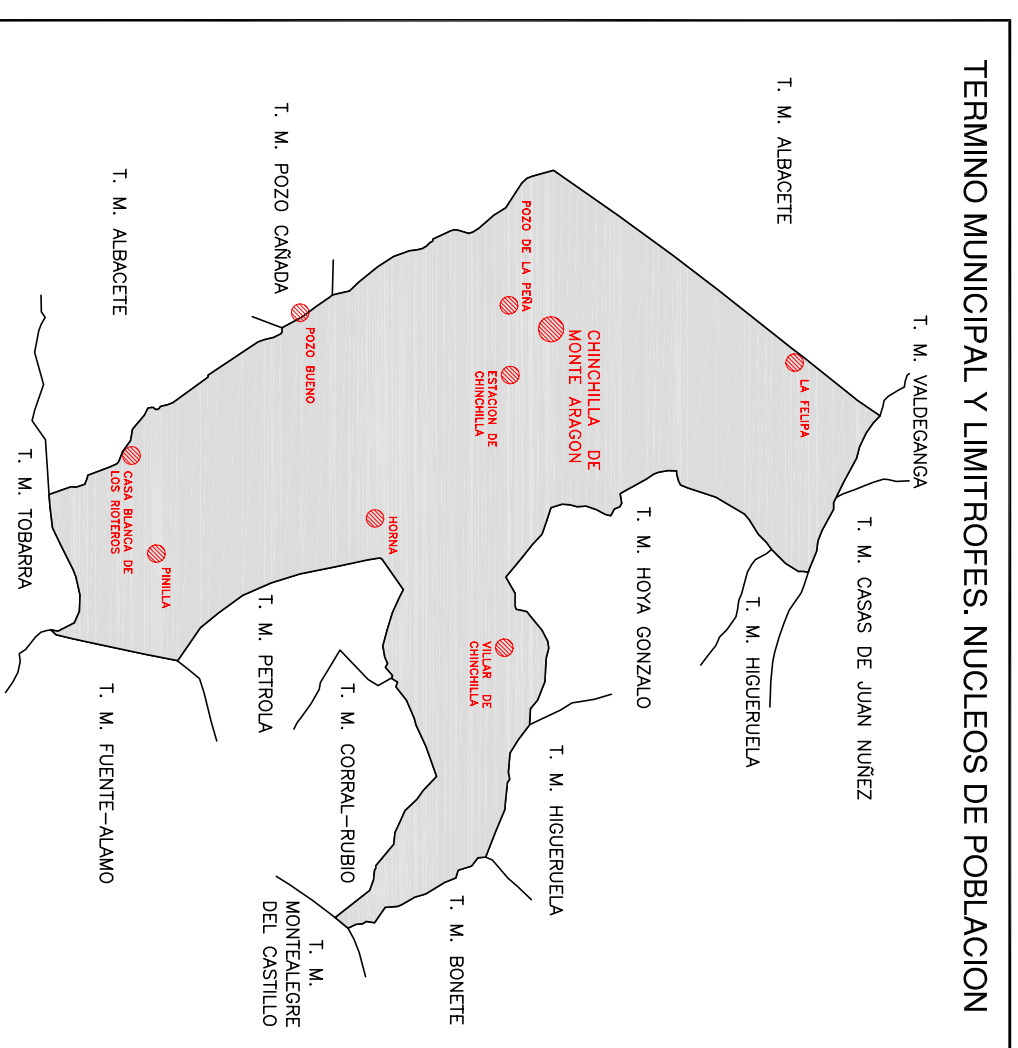 TERMINO MUNICIPAL Y LIMITROFES. NUCLEOS DE POBLACION
T. M. VALDEGANGA
T. M. CASAS DE JUAN NUÑEZ
T. M. ALBACETE
LA FELIPA
T. M. HIGUERUELA
T. M. HOYA GONZALO
CHINCHILLA DE
MONTE ARAGON
T. M. HIGUERUELA
POZO DE LA PEÑA
ESTACION DE
CHINCHILLA
VILLAR DE
CHINCHILLA
T. M. BONETE
HORNA
T. M. CORRAL-RUBIO
T. M.
MONTEALEGRE
DEL CASTILLO
POZO BUENO
T. M. POZO CAÑADA
T. M. PETROLA
PINILLA
CASA BLANCA DE
LOS RIOTEROS
T. M. ALBACETE
T. M. FUENTE-ALAMO
T. M. TOBARRA